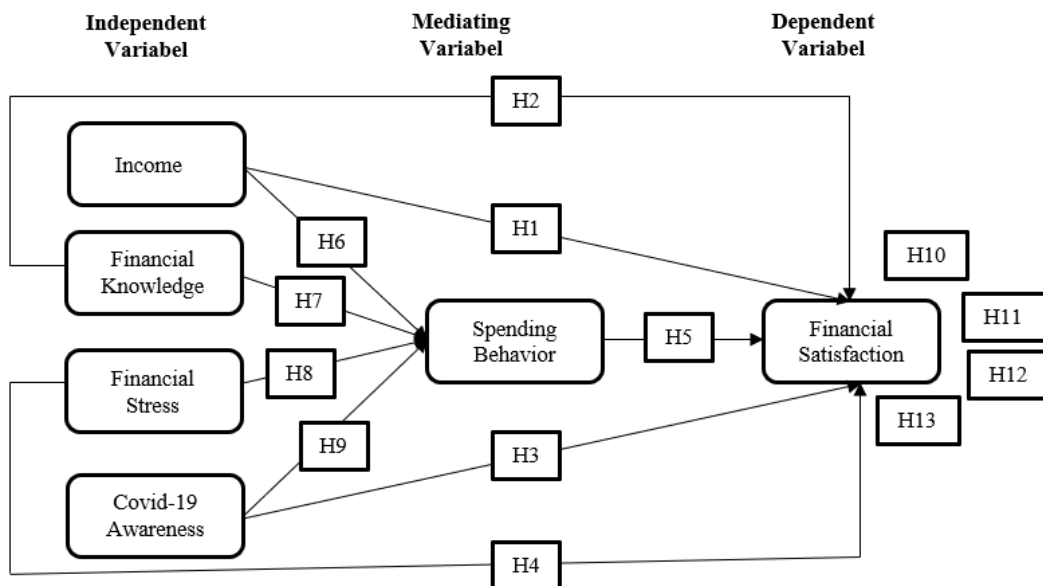 Independent
Variabel
Mediating
Variabel
Dependent
Variabel
H2
Income
H1
H6
Financial
Knowledge
H7
H10
Spending
Behavior
H5
Financial
Satisfaction
H11
H12
Financial
Stress
H8
H13
H9
H3
Covid-19
Awareness
H4